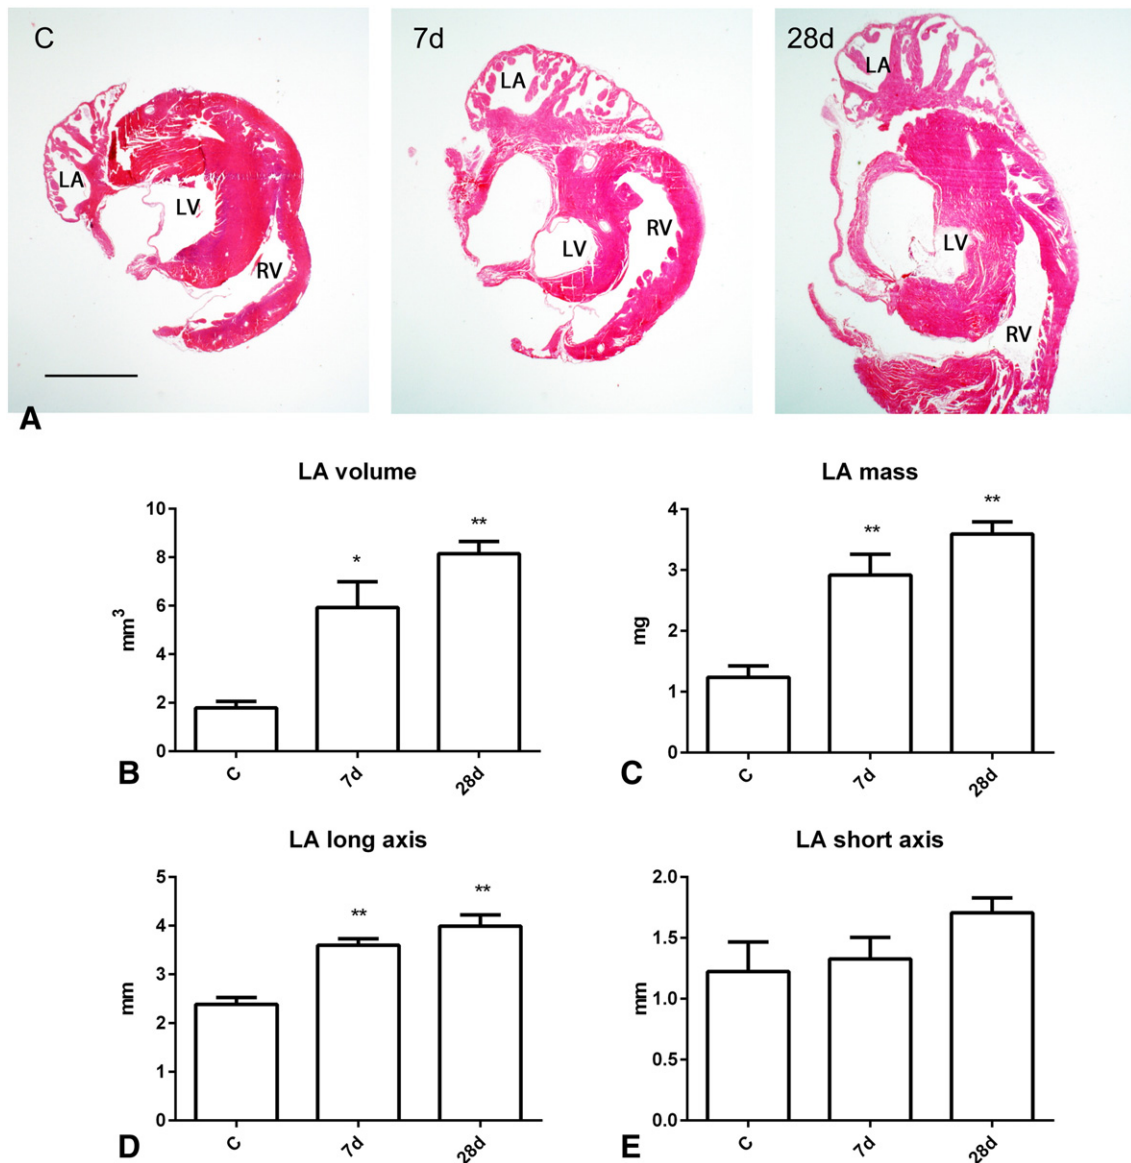 C 7d 28d
LA LA LA
LV LV LV
RV RV RV
A
LA volume
10
8
6
4
2
0
mm3
* **
C 7d 28d
B
LA mass
4
3
2
1
0
mg
** **
C 7d 28d
C
LA long axis
5
4
3
2
1
0
mm
** **
C 7d 28d
D
LA short axis
2.0
1.5
1.0
0.5
0.0
mm
C 7d 28d
E